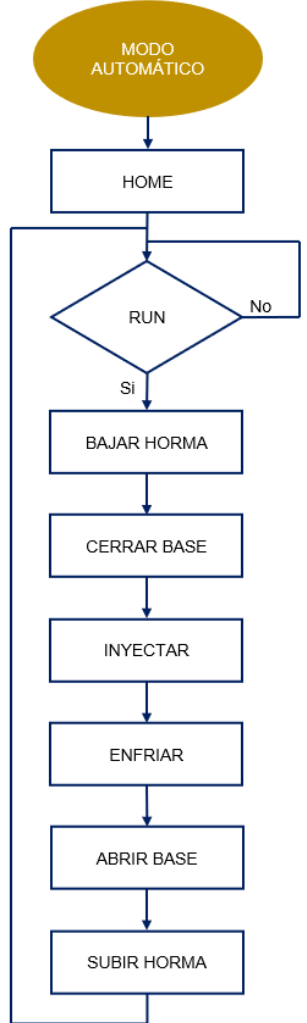 MODO
AUTOMÁTICO
HOME
RUN
No
Si
BAJAR HORMA
CERRAR BASE
INYECTAR
ENFRIAR
ABRIR BASE
SUBIR HORMA